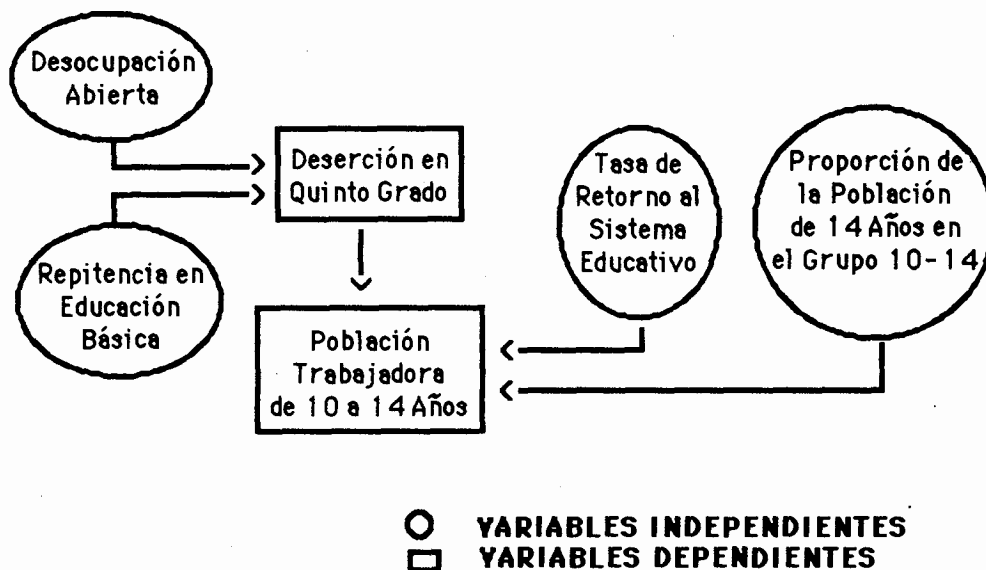 Desocupación
Abierta
Deserción en
Quinto Grado
Repitencia en
Educación
Básica
Tasa de
Retorno al
Sistema
Educativo
Proporción de
la Población
de 14 Años en
el Grupo 10-14
Población
Trabajadora
de 10 a 14 Años
VARIABLES INDEPENDIENTES
VARIABLES DEPENDIENTES